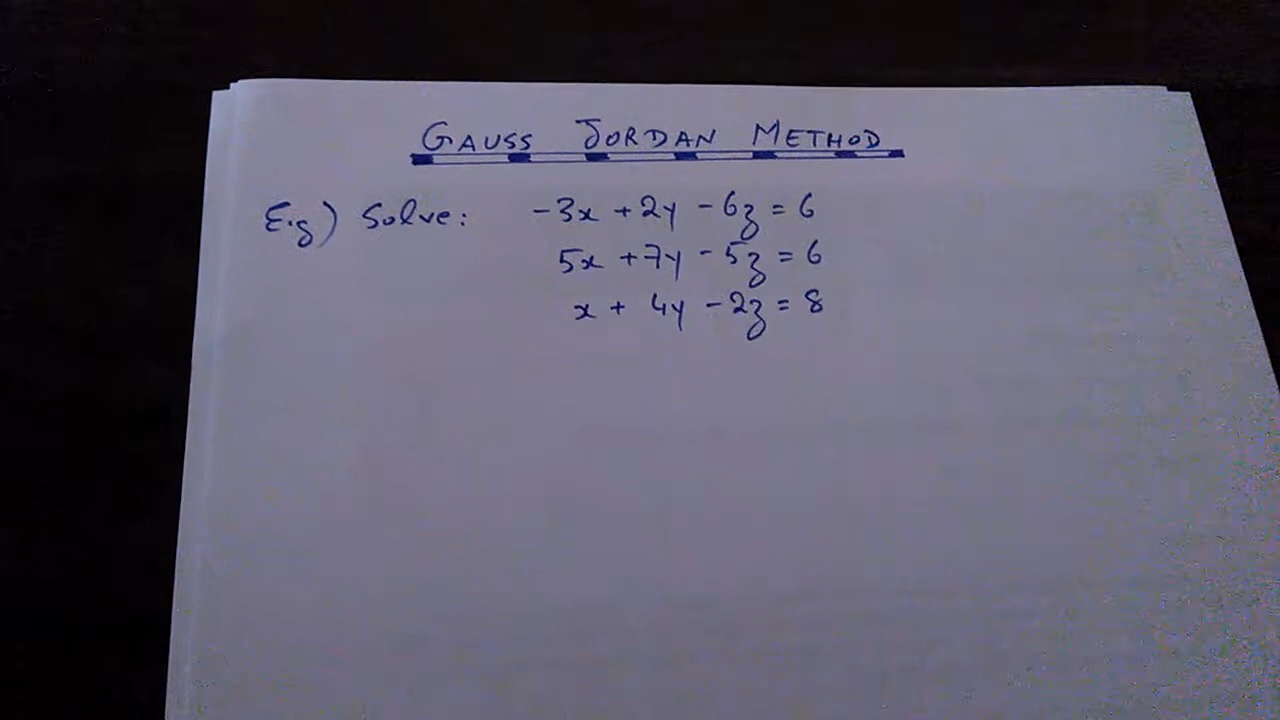 GAUSS JORDAN METHOD
E.g) Solve: -3x + 2y - 6z = 6
5x + 7y - 5z = 6
x + 4y - 2z = 8